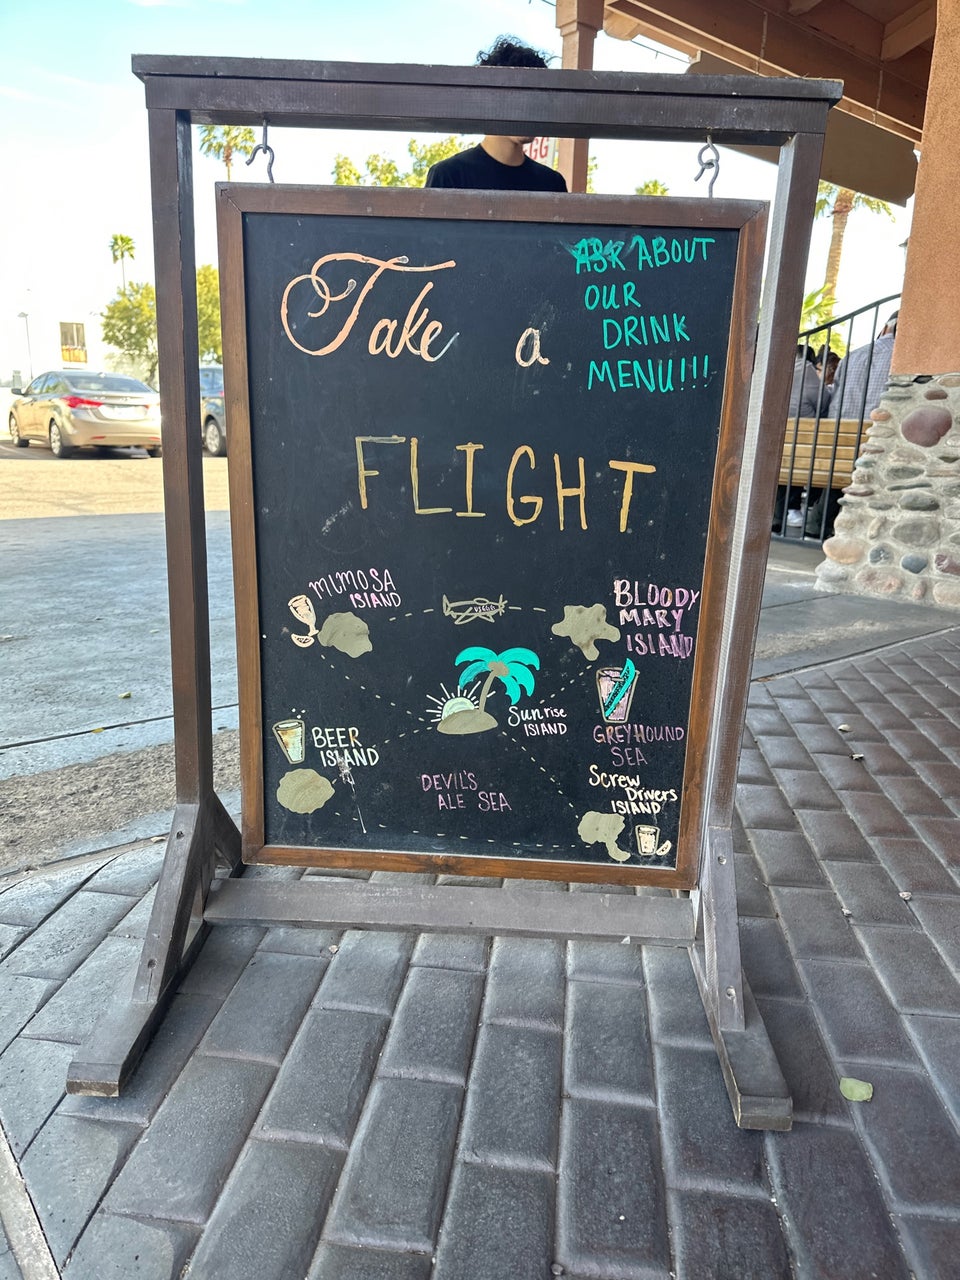 Take a
ASK ABOUT
OUR
DRINK
MENU!!!
FLIGHT
MIMOSA
ISLAND
BLOODY
MARY
ISLAND
Sunrise
ISLAND
GREYHOUND
SEA
BEER
ISLAND
DEVIL'S
ALE SEA
Screw
Drivers
ISLAND